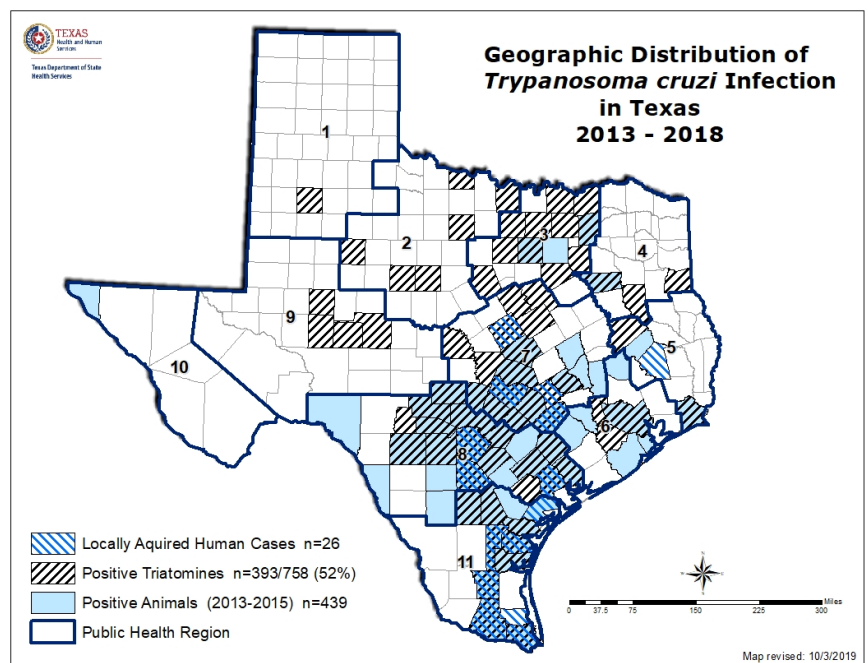 TEXAS
Health and Human
Services
Texas Department of State
Health Services
Geographic Distribution of
Trypanosoma cruzi Infection
in Texas
2013 - 2018
1
2
3
4
9
5
10
7
6
8
11
Locally Aquired Human Cases n=26
Positive Triatomines n=393/758 (52%)
Positive Animals (2013-2015) n=439
Public Health Region
Miles
0 37.5 75 150 225 300
Map revised: 10/3/2019